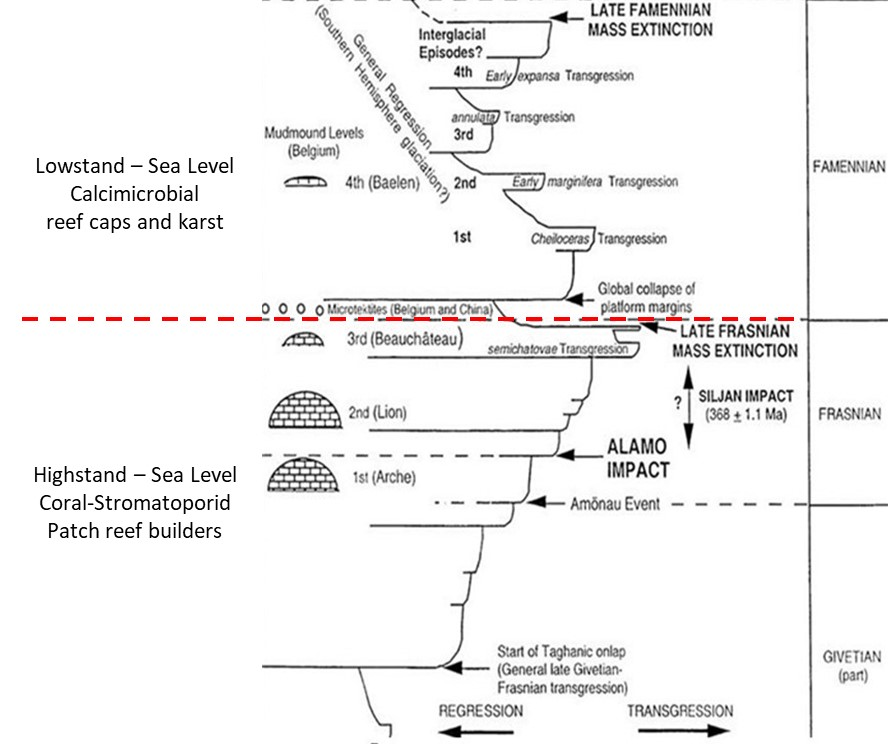 LATE FAMENNIAN
MASS EXTINCTION
(Southern Hemisphere glaciation?)
General Regression
Interglacial
Episodes?
4th
Early expansa Transgression
annulata Transgression
3rd
Mudmound Levels
(Belgium)
FAMENNIAN
Lowstand – Sea Level
Calcimicrobial
reef caps and karst
4th (Baelen)
2nd
Early marginifera Transgression
1st
Cheiloceras Transgression
Global collapse of
platform margins
Microtektites (Belgium and China)
LATE FRASNIAN
MASS EXTINCTION
3rd (Beauchâteau)
semichatovae Transgression
?
SILJAN IMPACT
(368 ± 1.1 Ma)
2nd (Lion)
FRASNIAN
ALAMO
IMPACT
Highstand – Sea Level
Coral-Stromatoporid
Patch reef builders
1st (Arche)
Amönau Event
Start of Taghanic onlap
(General late Givetian-
Frasnian transgression)
GIVETIAN
(part)
REGRESSION
TRANSGRESSION